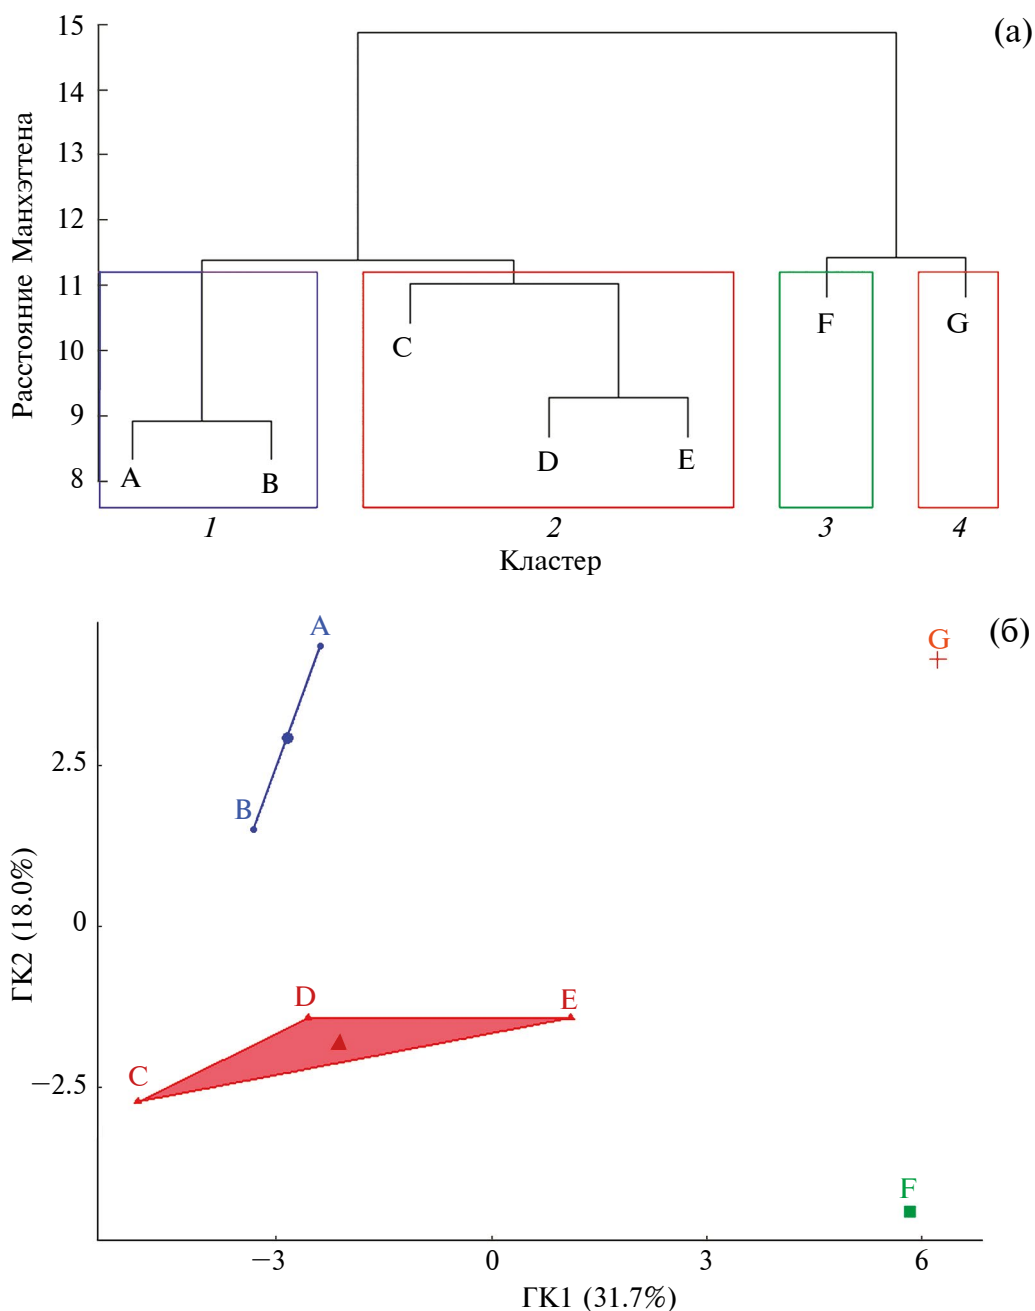 (а)
Расстояние Манхэттена
15
14
13
12
11
10
9
8
A
B
C
D
E
F
G
1
2
3
4
Кластер
(б)
ГК2 (18.0%)
2.5
0
−2.5
A
B
C
D
E
F
G
−3
0
3
6
ГК1 (31.7%)